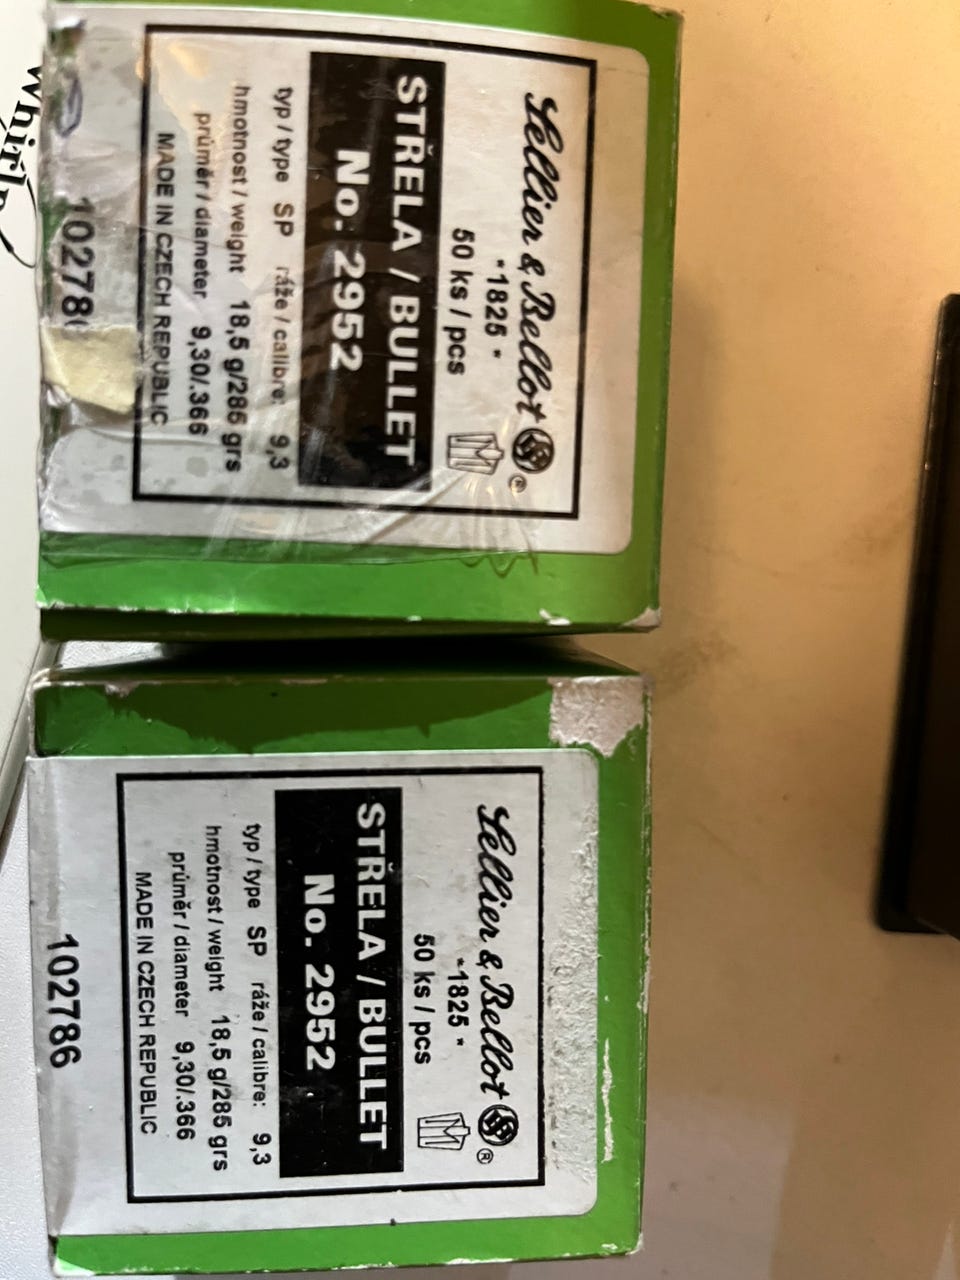 Sellier & Bellot ®
*1825*
50 ks / pcs
STŘELA / BULLET
No. 2952
typ / type SP ráže / calibre: 9,3
hmotnost / weight 18,5 g/285 grs
průměr / diameter 9,30/.366
MADE IN CZECH REPUBLIC
10278
Sellier & Bellot ®
*1825*
50 ks / pcs
STŘELA / BULLET
No. 2952
typ / type SP ráže / calibre: 9,3
hmotnost / weight 18,5 g/285 grs
průměr / diameter 9,30/.366
MADE IN CZECH REPUBLIC
102786